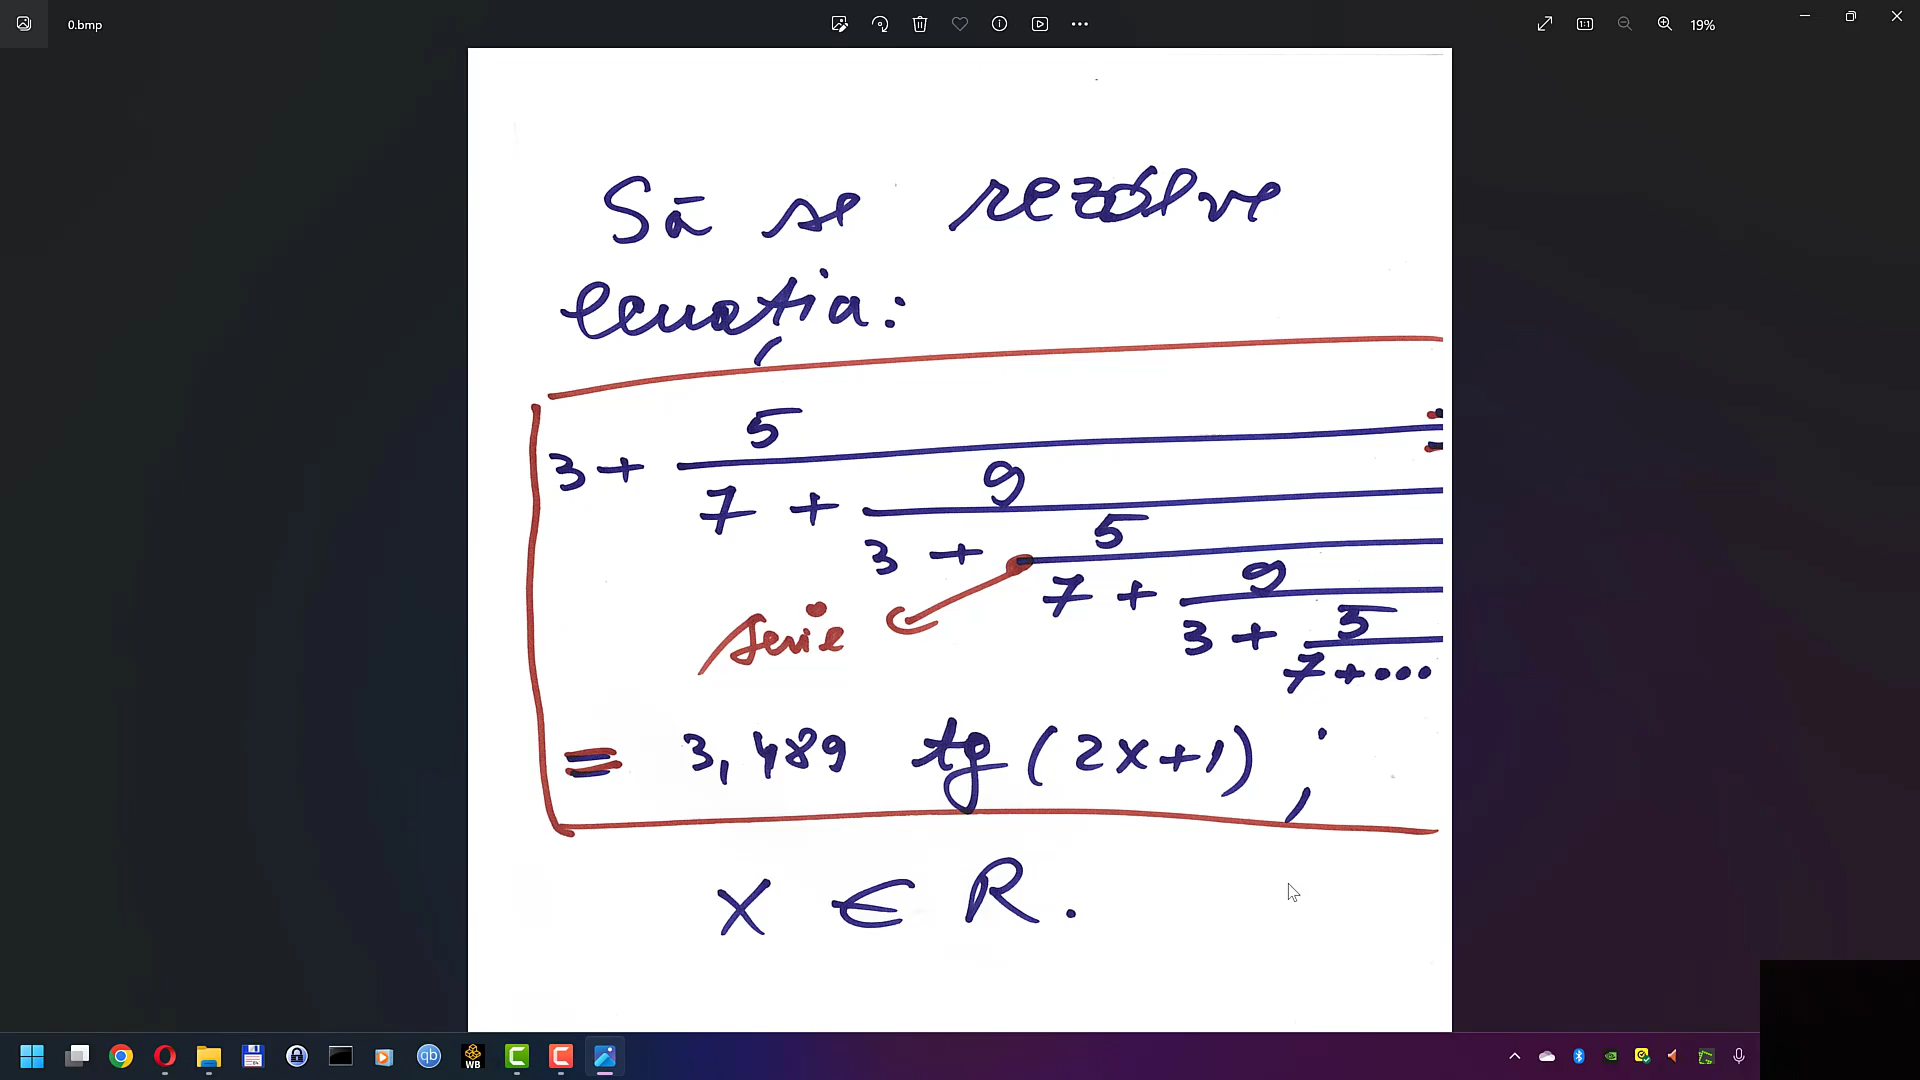 0.bmp
19%
Să se rezolve
ecuația:
3 + 5
7 + 9
3 + 5
7 + 9
3 + 5
7 + ...
serie
= 3,489 tg (2x+1) ;
x ∈ R.
WB